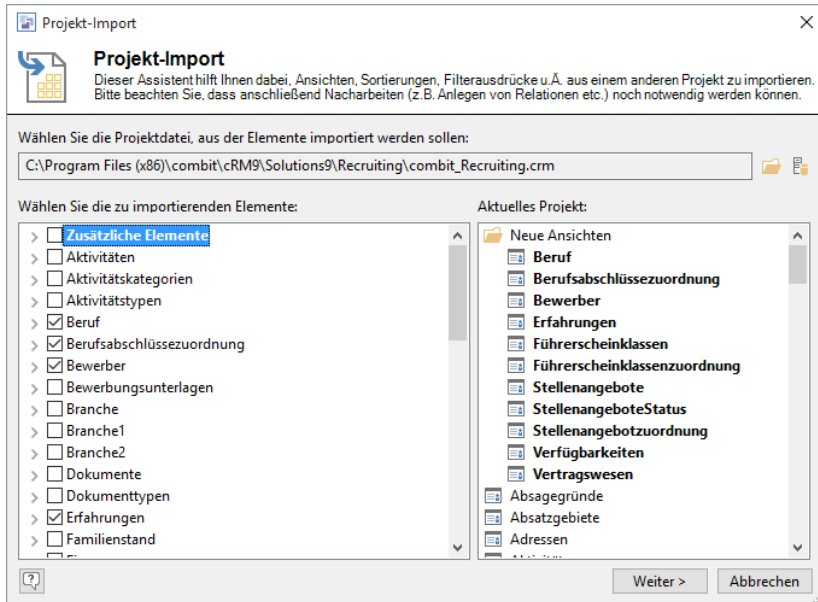 Projekt-Import
Projekt-Import
Dieser Assistent hilft Ihnen dabei, Ansichten, Sortierungen, Filterausdrücke u.Ä. aus einem anderen Projekt zu importieren.
Bitte beachten Sie, dass anschließend Nacharbeiten (z.B. Anlegen von Relationen etc.) noch notwendig werden können.
Wählen Sie die Projektdatei, aus der Elemente importiert werden sollen:
C:\Program Files (x86)\combit\cRM9\Solutions9\Recruiting\combit_Recruiting.crm
Wählen Sie die zu importierenden Elemente:
Zusätzliche Elemente
Aktivitäten
Aktivitätskategorien
Aktivitätstypen
Beruf
Berufsabschlüssezuordnung
Bewerber
Bewerbungsunterlagen
Branche
Branche1
Branche2
Dokumente
Dokumenttypen
Erfahrungen
Familienstand
Aktuelles Projekt:
Neue Ansichten
Beruf
Berufsabschlüssezuordnung
Bewerber
Erfahrungen
Führerscheinklassen
Führerscheinklassenzuordnung
Stellenangebote
StellenangeboteStatus
Stellenangebotzuordnung
Verfügbarkeiten
Vertragswesen
Absagegründe
Absatzgebiete
Adressen
Weiter >
Abbrechen